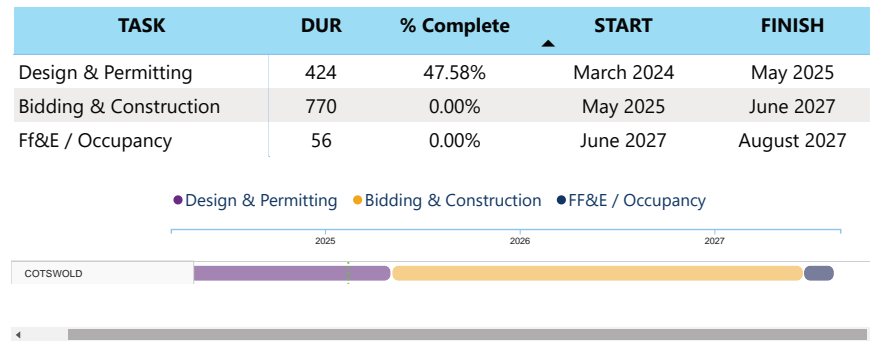 TASK DUR % Complete START FINISH
Design & Permitting 424 47.58% March 2024 May 2025
Bidding & Construction 770 0.00% May 2025 June 2027
Ff&E / Occupancy 56 0.00% June 2027 August 2027
Design & Permitting Bidding & Construction FF&E / Occupancy
2025 2026 2027
COTSWOLD